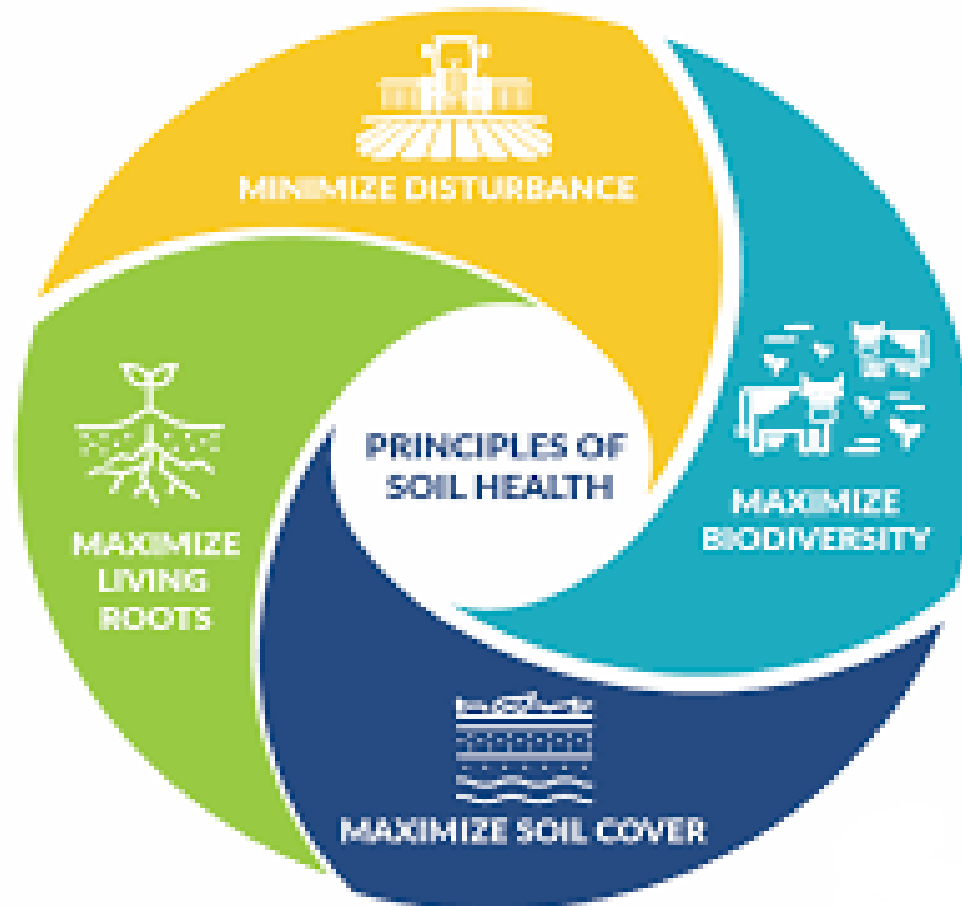 MINIMIZE DISTURBANCE
PRINCIPLES OF
SOIL HEALTH
MAXIMIZE
BIODIVERSITY
MAXIMIZE
LIVING
ROOTS
MAXIMIZE SOIL COVER